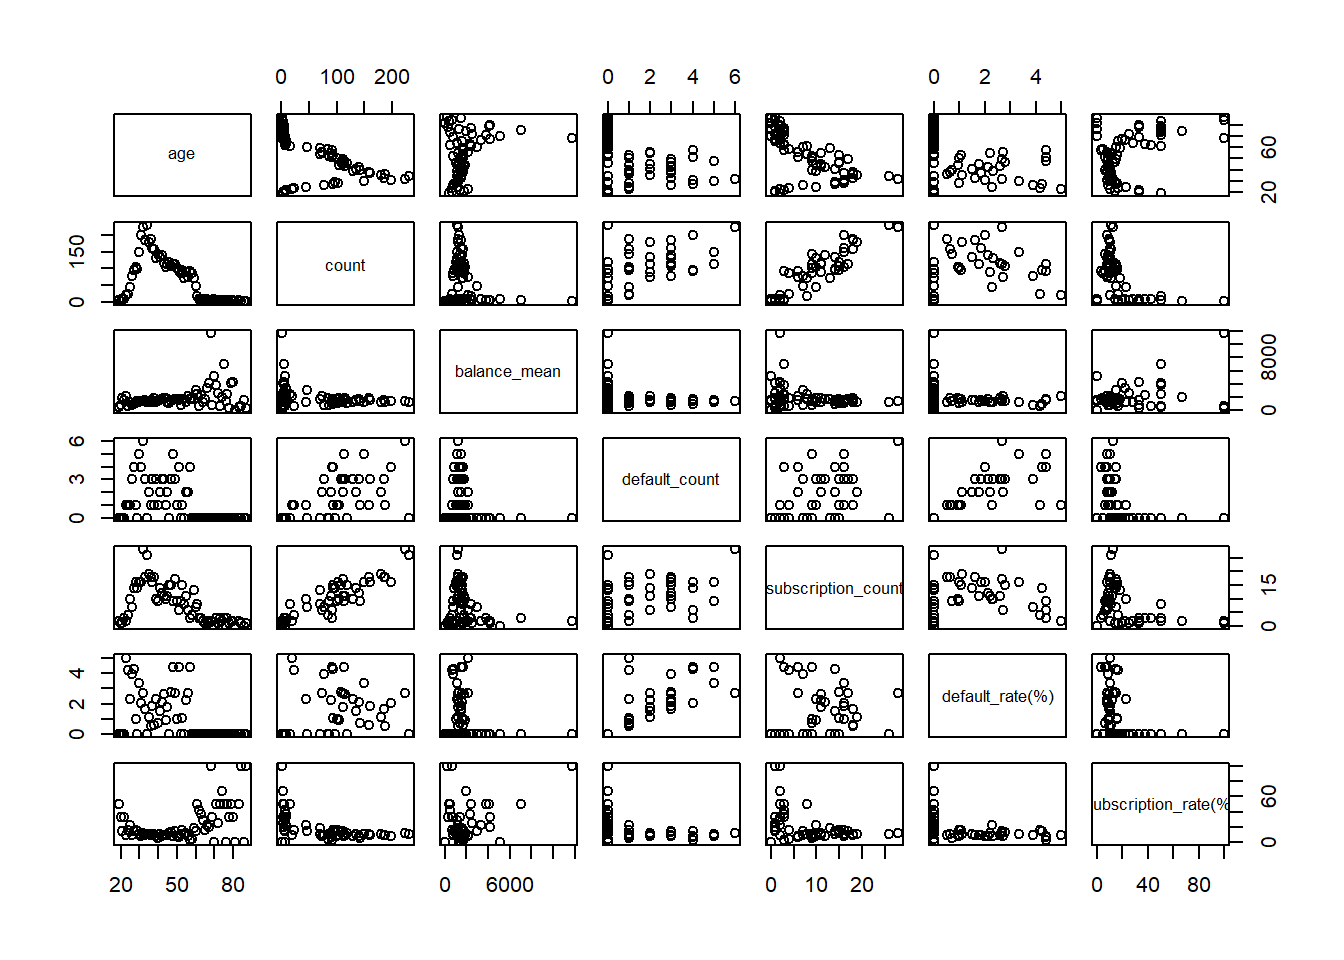 0 100 200 0 2 4 6 0 2 4
age
20 60
0 150
count
balance_mean
0 8000
0 3 6
default_count
subscription_count
0 15
0 2 4
default_rate(%)
ubscription_rate(%
0 60
20 50 80 0 6000 0 10 20 0 40 80